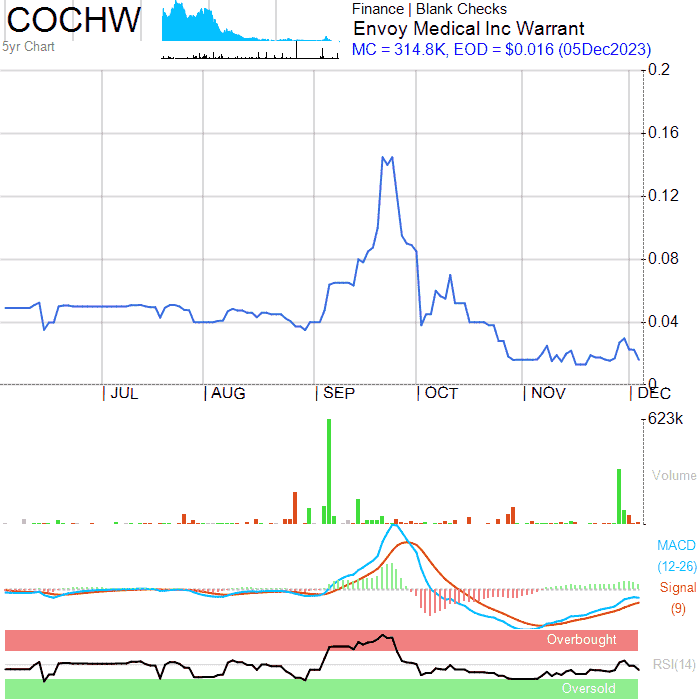 COCHW
5yr Chart
Finance | Blank Checks
Envoy Medical Inc Warrant
MC = 314.8K, EOD = $0.016 (05Dec2023)
0.2
0.16
0.12
0.08
0.04
0
JUL AUG SEP OCT NOV DEC
623k
Volume
MACD
(12-26)
Signal
(9)
Overbought
RSI(14)
Oversold